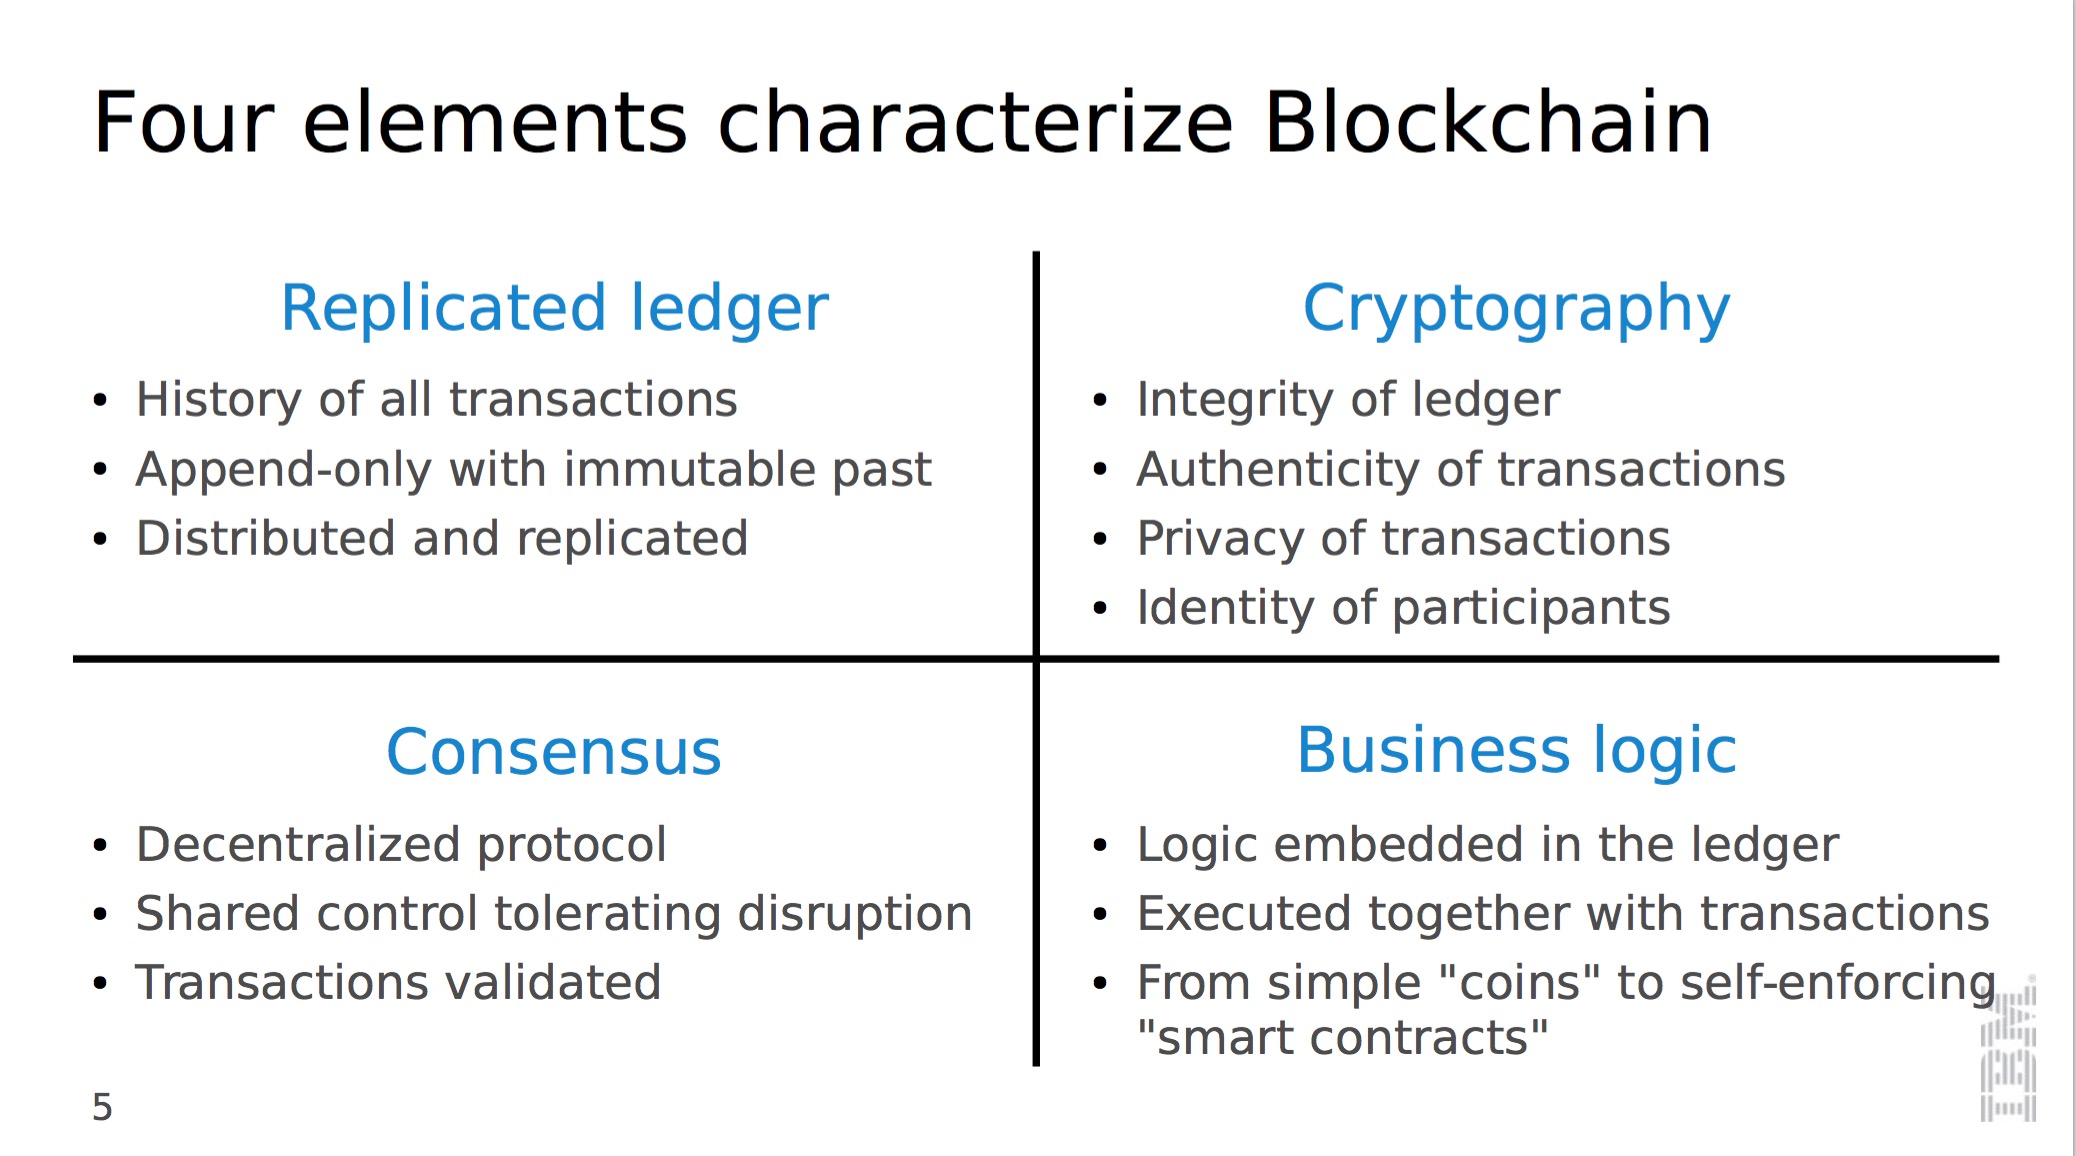 Four elements characterize Blockchain
Replicated ledger
• History of all transactions
• Append-only with immutable past
• Distributed and replicated
Cryptography
• Integrity of ledger
• Authenticity of transactions
• Privacy of transactions
• Identity of participants
Consensus
• Decentralized protocol
• Shared control tolerating disruption
• Transactions validated
Business logic
• Logic embedded in the ledger
• Executed together with transactions
• From simple "coins" to self-enforcing
"smart contracts"
5
IBM